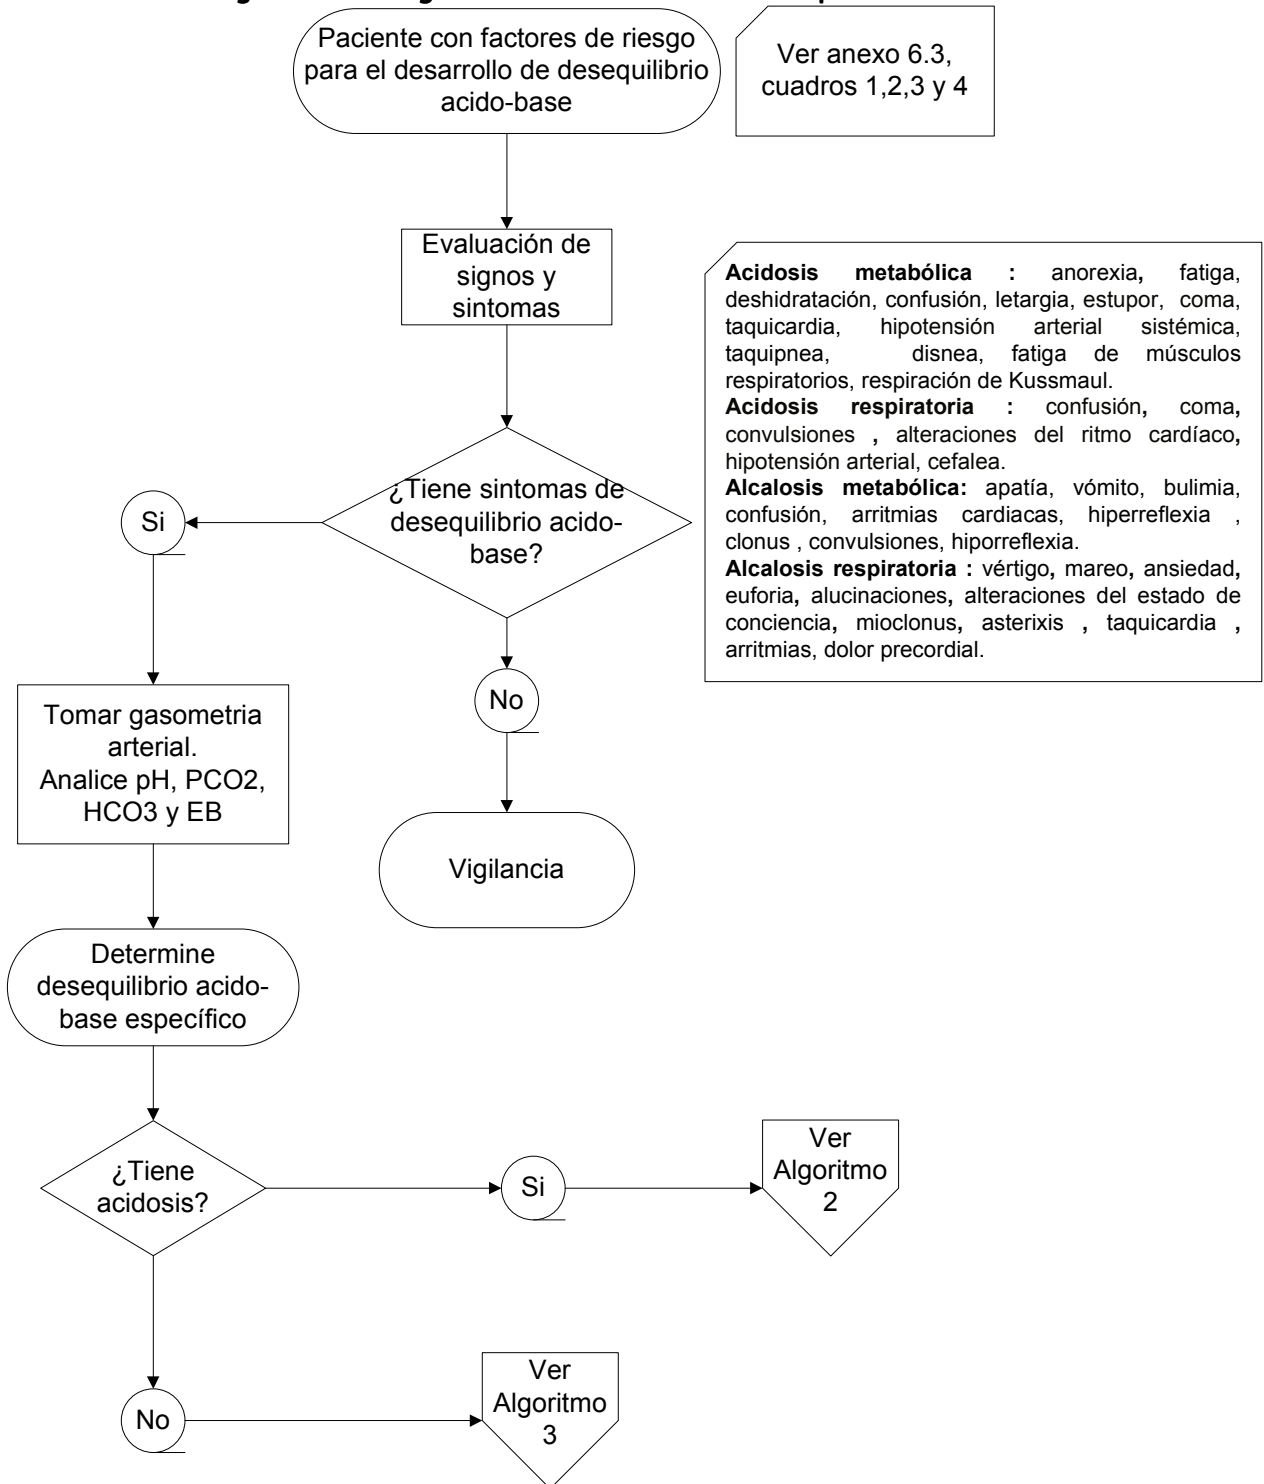 Paciente con factores de riesgo
para el desarrollo de desequilibrio
acido-base
Ver anexo 6.3,
cuadros 1,2,3 y 4
Evaluación de
signos y
sintomas
Acidosis metabólica : anorexia, fatiga,
deshidratación, confusión, letargia, estupor, coma,
taquicardia, hipotensión arterial sistémica,
taquipnea, disnea, fatiga de músculos
respiratorios, respiración de Kussmaul.
Acidosis respiratoria : confusión, coma,
convulsiones , alteraciones del ritmo cardíaco,
hipotensión arterial, cefalea.
Alcalosis metabólica: apatía, vómito, bulimia,
confusión, arritmias cardiacas, hiperreflexia ,
clonus , convulsiones, hiporreflexia.
Alcalosis respiratoria : vértigo, mareo, ansiedad,
euforia, alucinaciones, alteraciones del estado de
conciencia, mioclonus, asterixis , taquicardia ,
arritmias, dolor precordial.
¿Tiene sintomas de
desequilibrio acido-
base?
Si
No
Tomar gasometria
arterial.
Analice pH, PCO2,
HCO3 y EB
Vigilancia
Determine
desequilibrio acido-
base específico
¿Tiene
acidosis?
Si
Ver
Algoritmo
2
No
Ver
Algoritmo
3